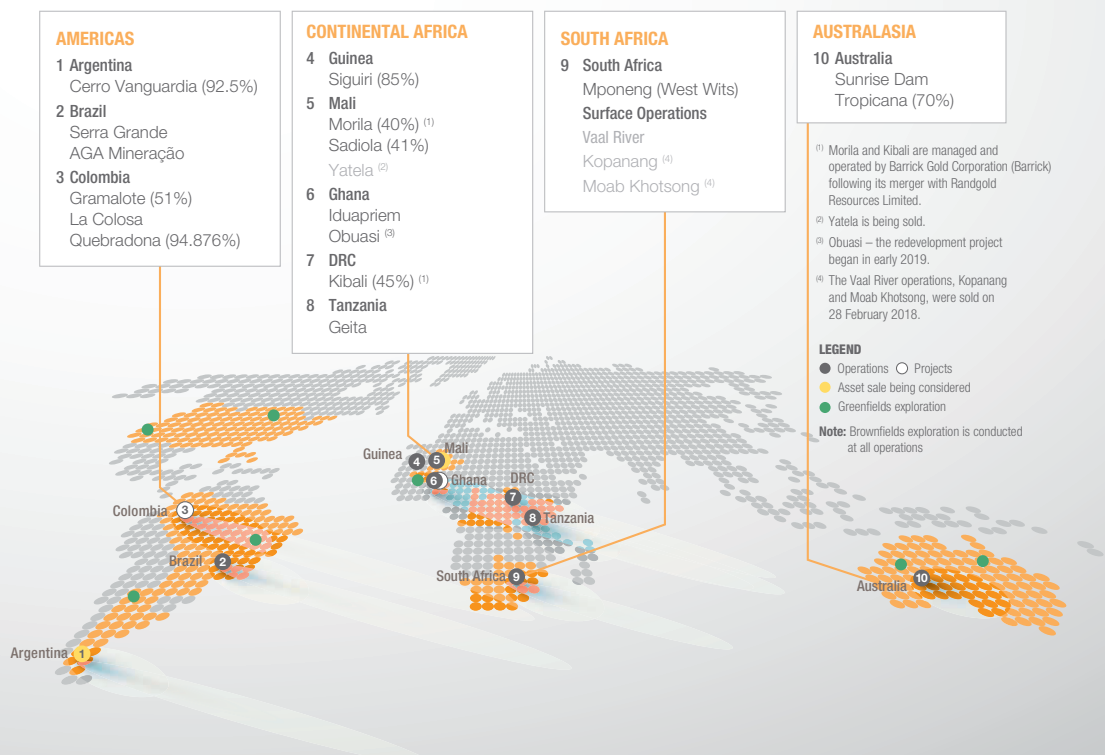 AMERICAS
1 Argentina
Cerro Vanguardia (92.5%)
2 Brazil
Serra Grande
AGA Mineração
3 Colombia
Gramalote (51%)
La Colosa
Quebradona (94.876%)
CONTINENTAL AFRICA
4 Guinea
Siguiri (85%)
5 Mali
Morila (40%) (1)
Sadiola (41%)
Yatela (2)
6 Ghana
Iduapriem
Obuasi (3)
7 DRC
Kibali (45%) (1)
8 Tanzania
Geita
SOUTH AFRICA
9 South Africa
Mponeng (West Wits)
Surface Operations
Vaal River
Kopanang (4)
Moab Khotsong (4)
AUSTRALASIA
10 Australia
Sunrise Dam
Tropicana (70%)
(1) Morila and Kibali are managed and
operated by Barrick Gold Corporation (Barrick)
following its merger with Randgold
Resources Limited.
(2) Yatela is being sold.
(3) Obuasi – the redevelopment project
began in early 2019.
(4) The Vaal River operations, Kopanang
and Moab Khotsong, were sold on
28 February 2018.
LEGEND
Operations Projects
Asset sale being considered
Greenfields exploration
Note: Brownfields exploration is conducted
at all operations
Guinea 4 5 Mali
6 Ghana
DRC
7
8 Tanzania
Colombia 3
Brazil 2
South Africa 9
Australia 10
Argentina 1